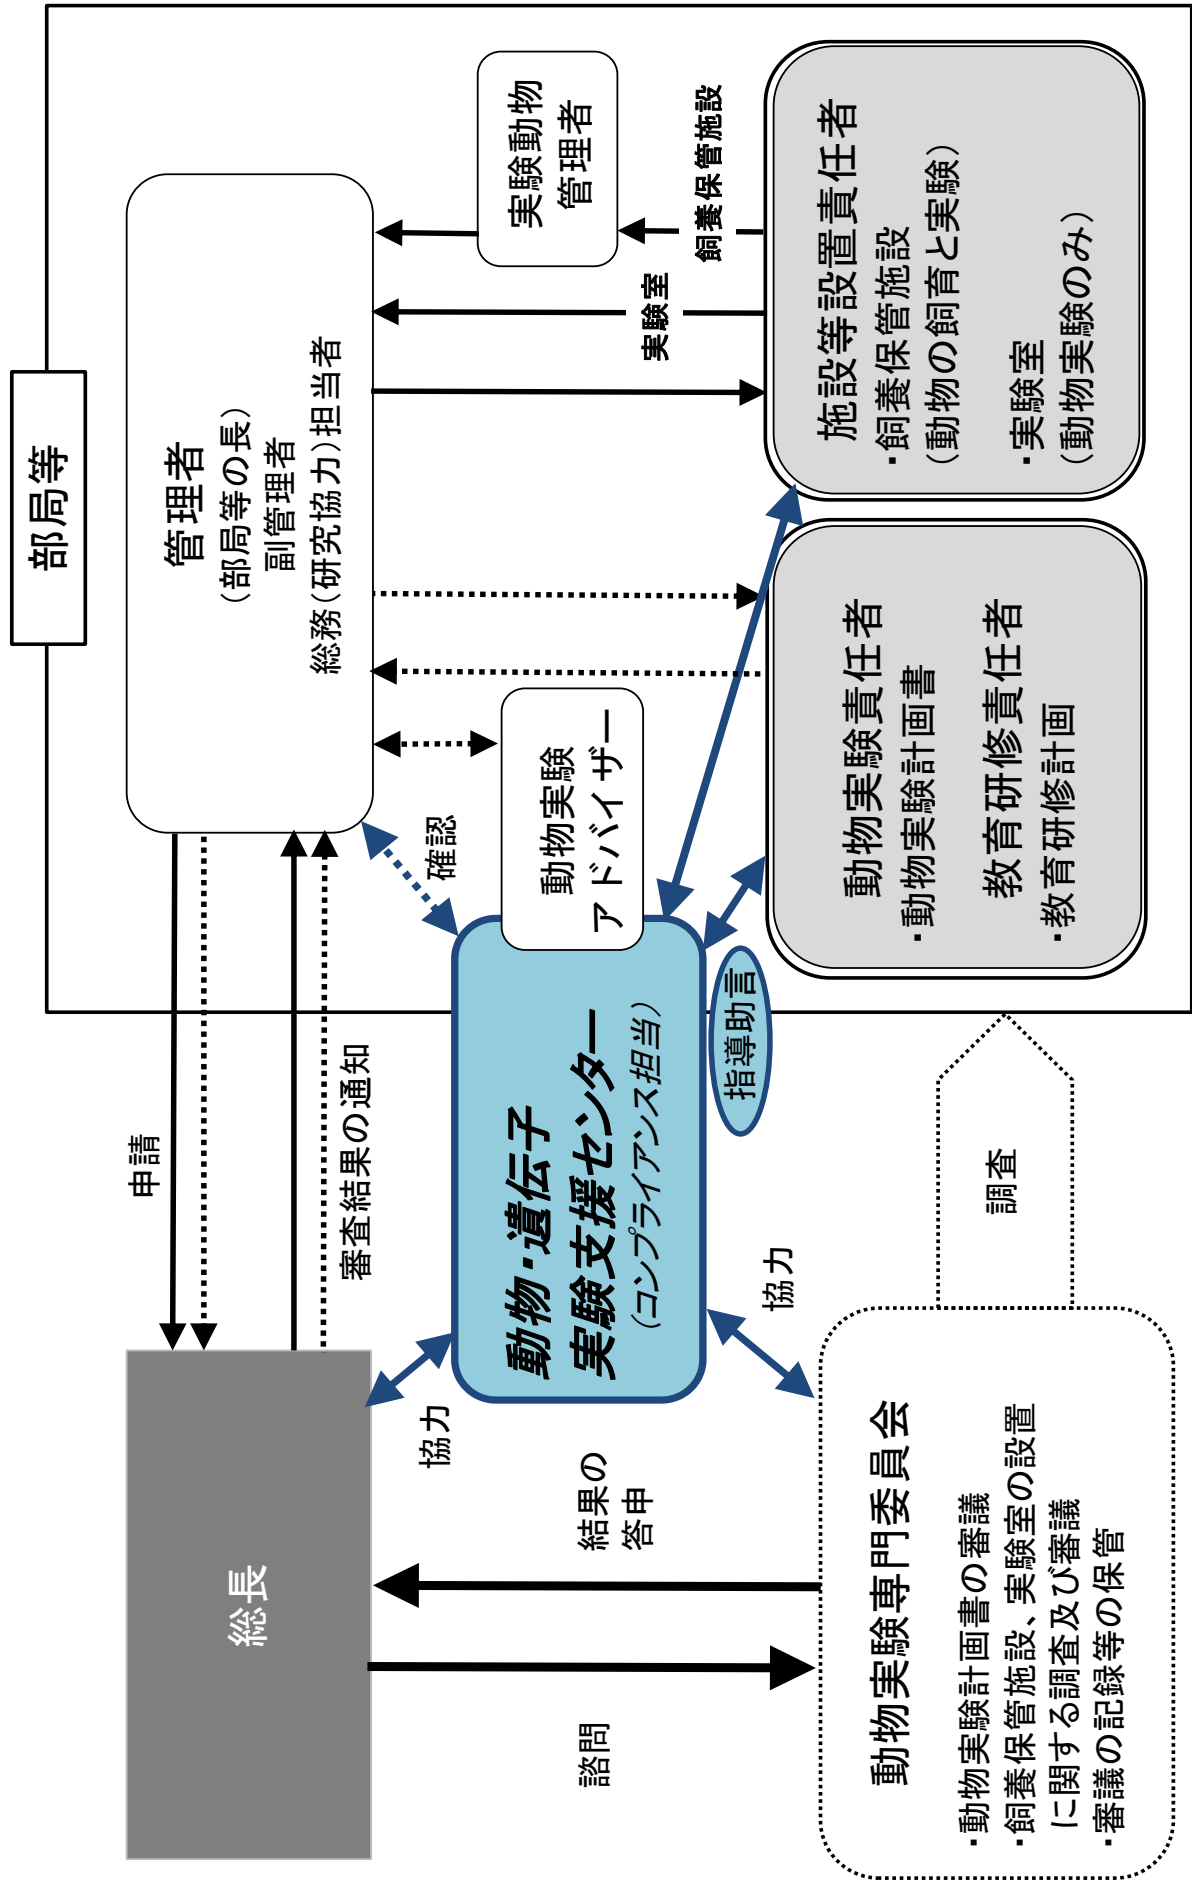 部局等
総長
申請
審査結果の通知
管理者
（部局等の長）
副管理者
総務（研究協力）担当者
協力
確認
動物・遺伝子
実験支援センター
（コンプライアンス担当）
動物実験
アドバイザー
実験動物
管理者
諮問
結果の
答申
協力
指導助言
実験室
飼養保管施設
動物実験専門委員会
・動物実験計画書の審議
・飼養保管施設、実験室の設置
に関する調査及び審議
・審議の記録等の保管
調査
動物実験責任者
・動物実験計画書
教育研修責任者
・教育研修計画
施設等設置責任者
・飼養保管施設
（動物の飼育と実験）
・実験室
（動物実験のみ）